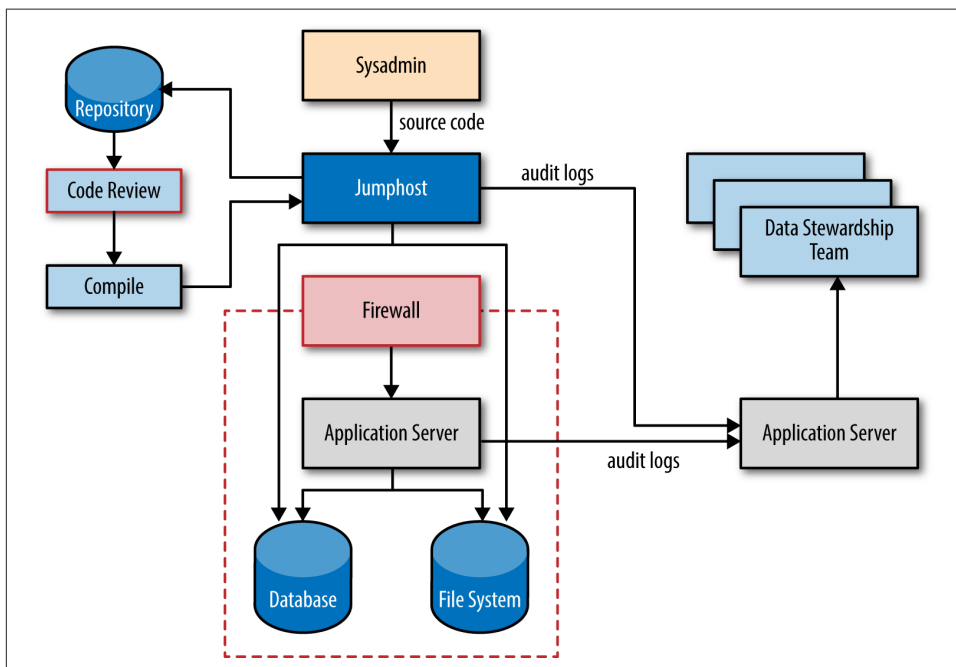 Sysadmin
Repository
source code
Code Review
Jumphost
audit logs
Data Stewardship
Team
Compile
Firewall
Application Server
audit logs
Application Server
Database
File System